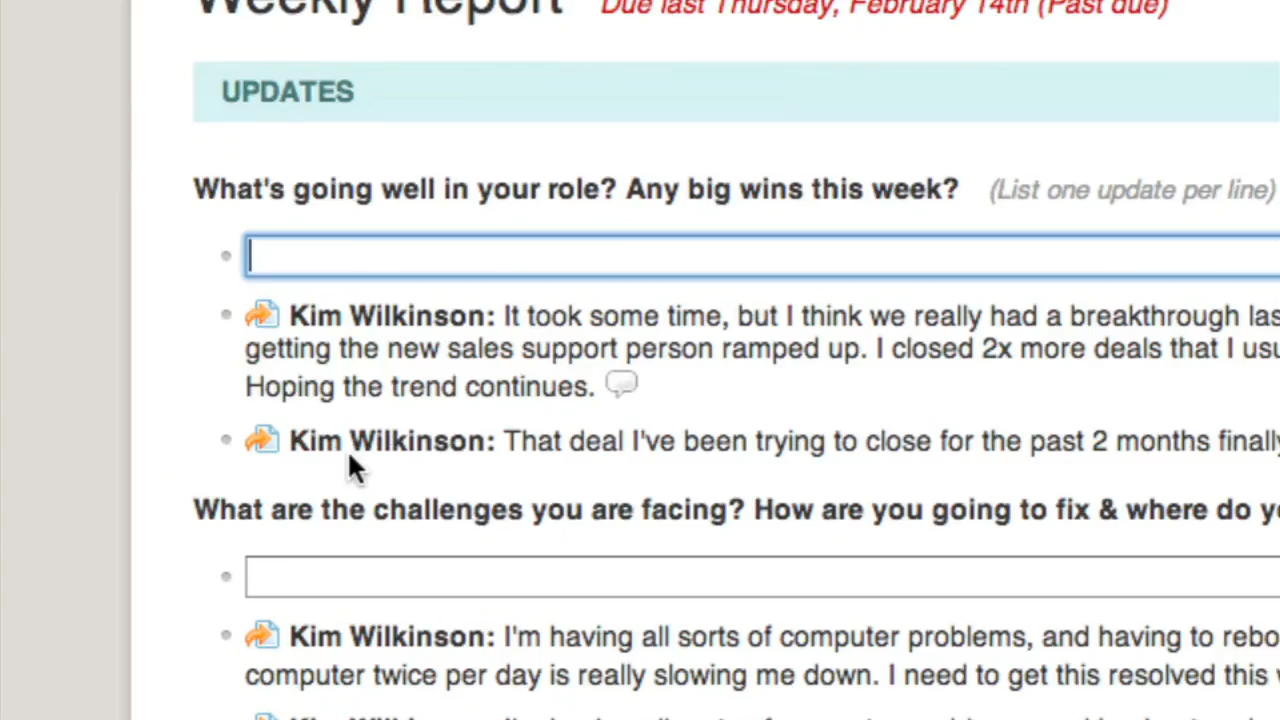 Weekly Report Due last Thursday, February 14th (Past due)
UPDATES
What's going well in your role? Any big wins this week? (List one update per line)
Kim Wilkinson: It took some time, but I think we really had a breakthrough
getting the new sales support person ramped up. I closed 2x more deals that I
Hoping the trend continues.
Kim Wilkinson: That deal I've been trying to close for the past 2 months finally
What are the challenges you are facing? How are you going to fix & where do
Kim Wilkinson: I'm having all sorts of computer problems, and having to
computer twice per day is really slowing me down. I need to get this resolved this